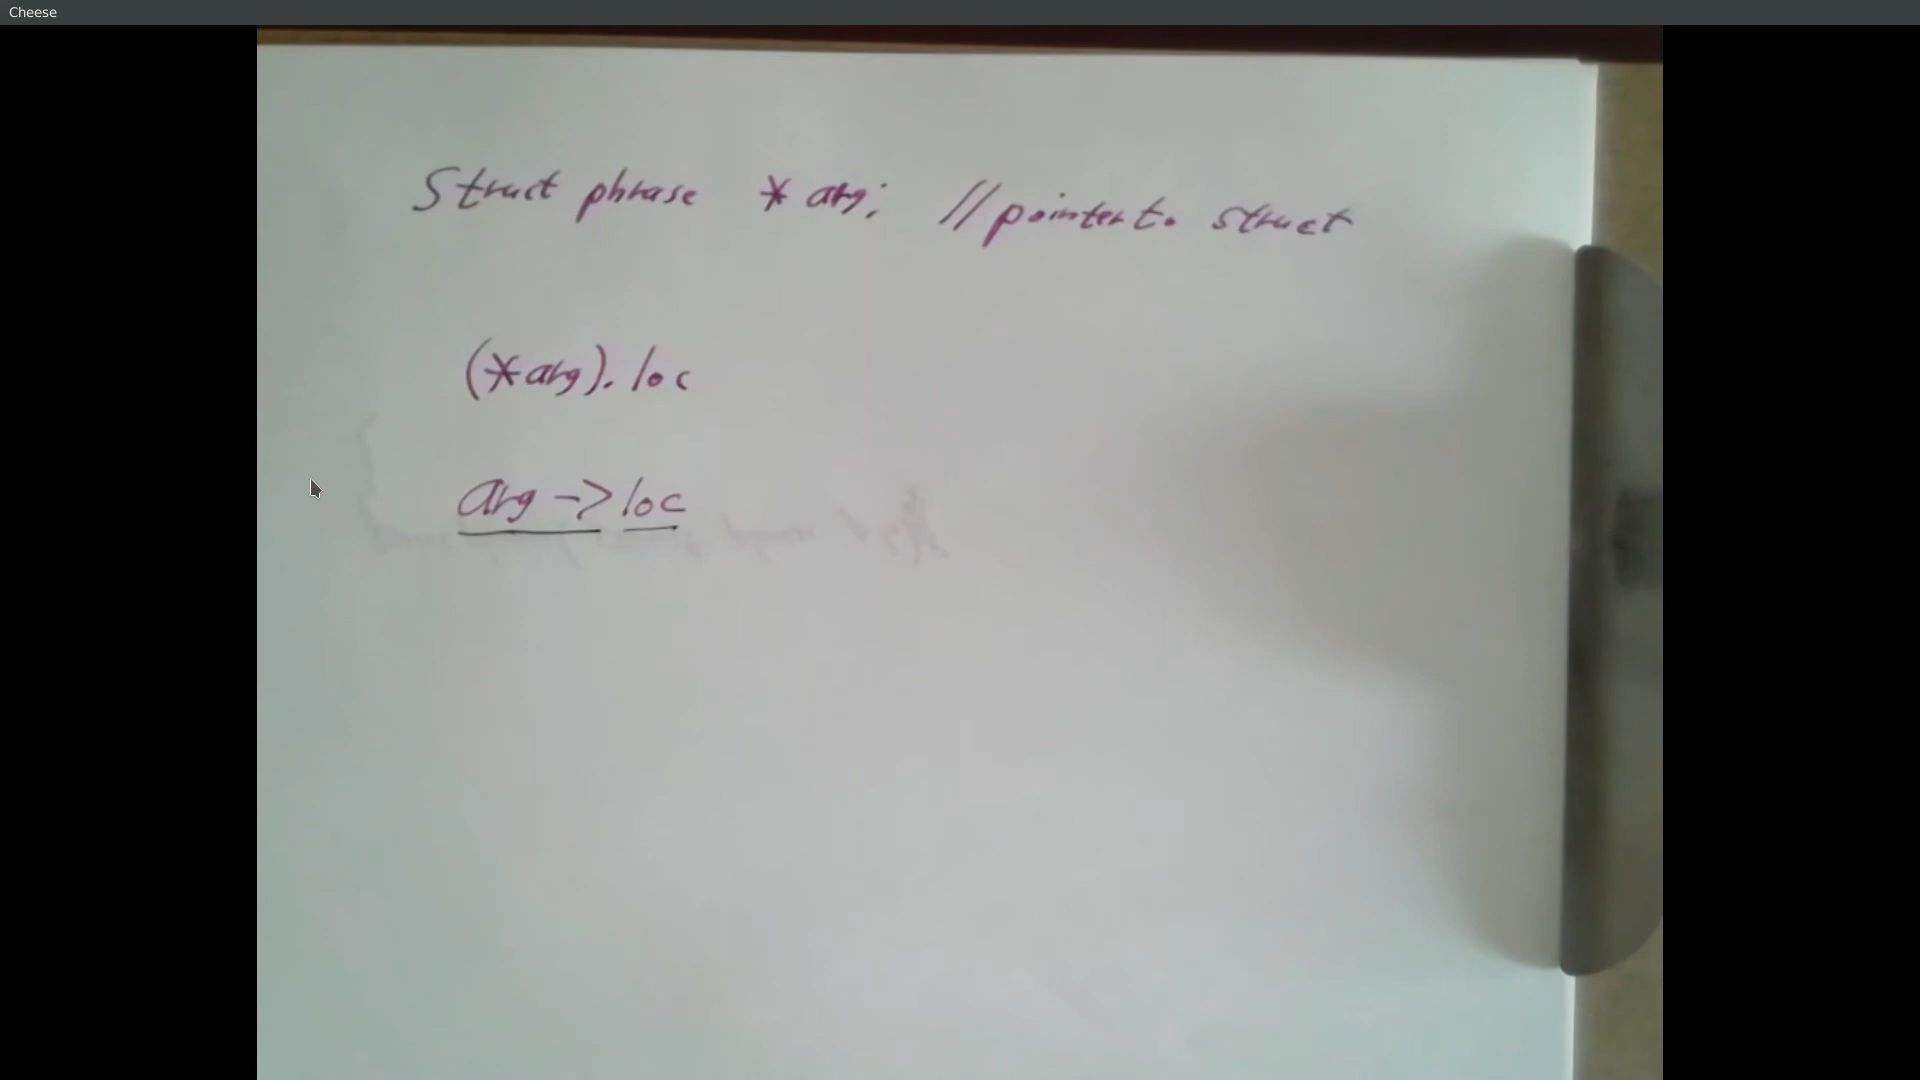 Cheese
Struct phrase * arg; //pointer to struct
(*arg).loc
arg -> loc